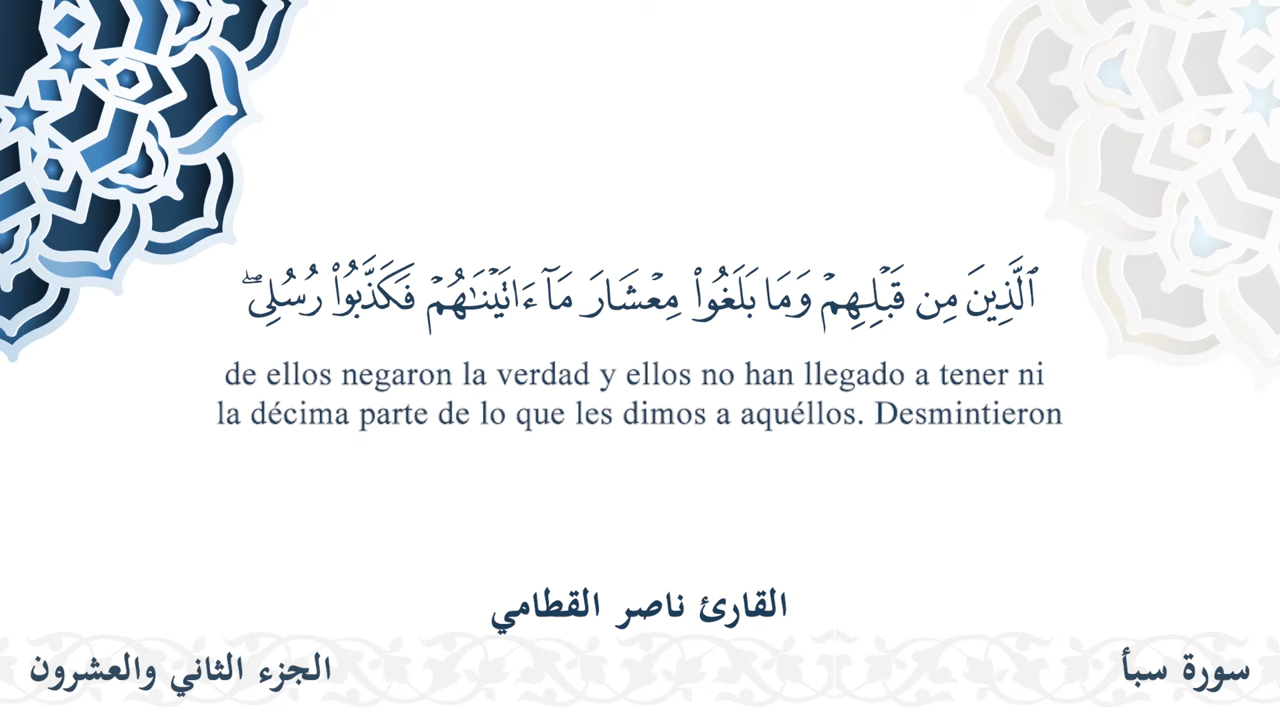 ٱلَّذِينَ مِن قَبۡلِهِمۡ وَمَا بَلَغُواْ مِعۡشَارَ مَآ ءَاتَيۡنَٰهُمۡ فَكَذَّبُواْ رُسُلِيۖ
de ellos negaron la verdad y ellos no han llegado a tener ni
la décima parte de lo que les dimos a aquéllos. Desmintieron
القارئ ناصر القطامي
سورة سبأ
الجزء الثاني والعشرون